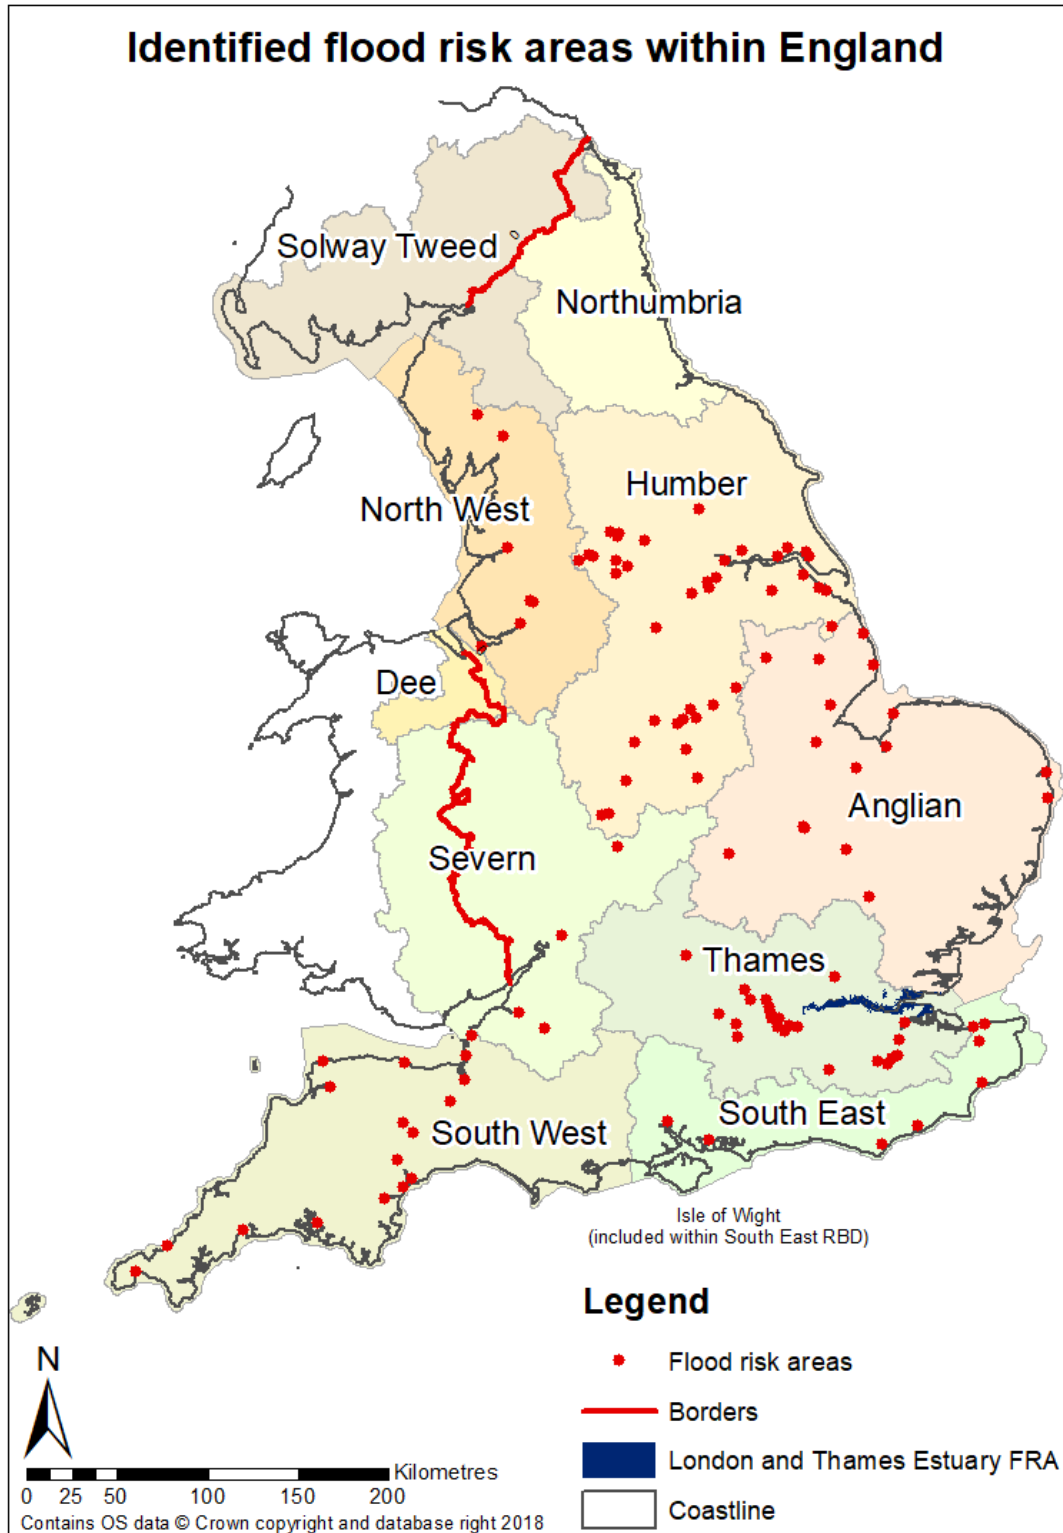 Identified flood risk areas within England
Solway Tweed
0
Northumbria
Humber
North West
Dee
Anglian
Severn
Thames
South East
South West
Isle of Wight
(included within South East RBD)
Legend
N
Flood risk areas
Borders
London and Thames Estuary FRA
Kilometres
0 25 50 100 150 200
Coastline
Contains OS data © Crown copyright and database right 2018